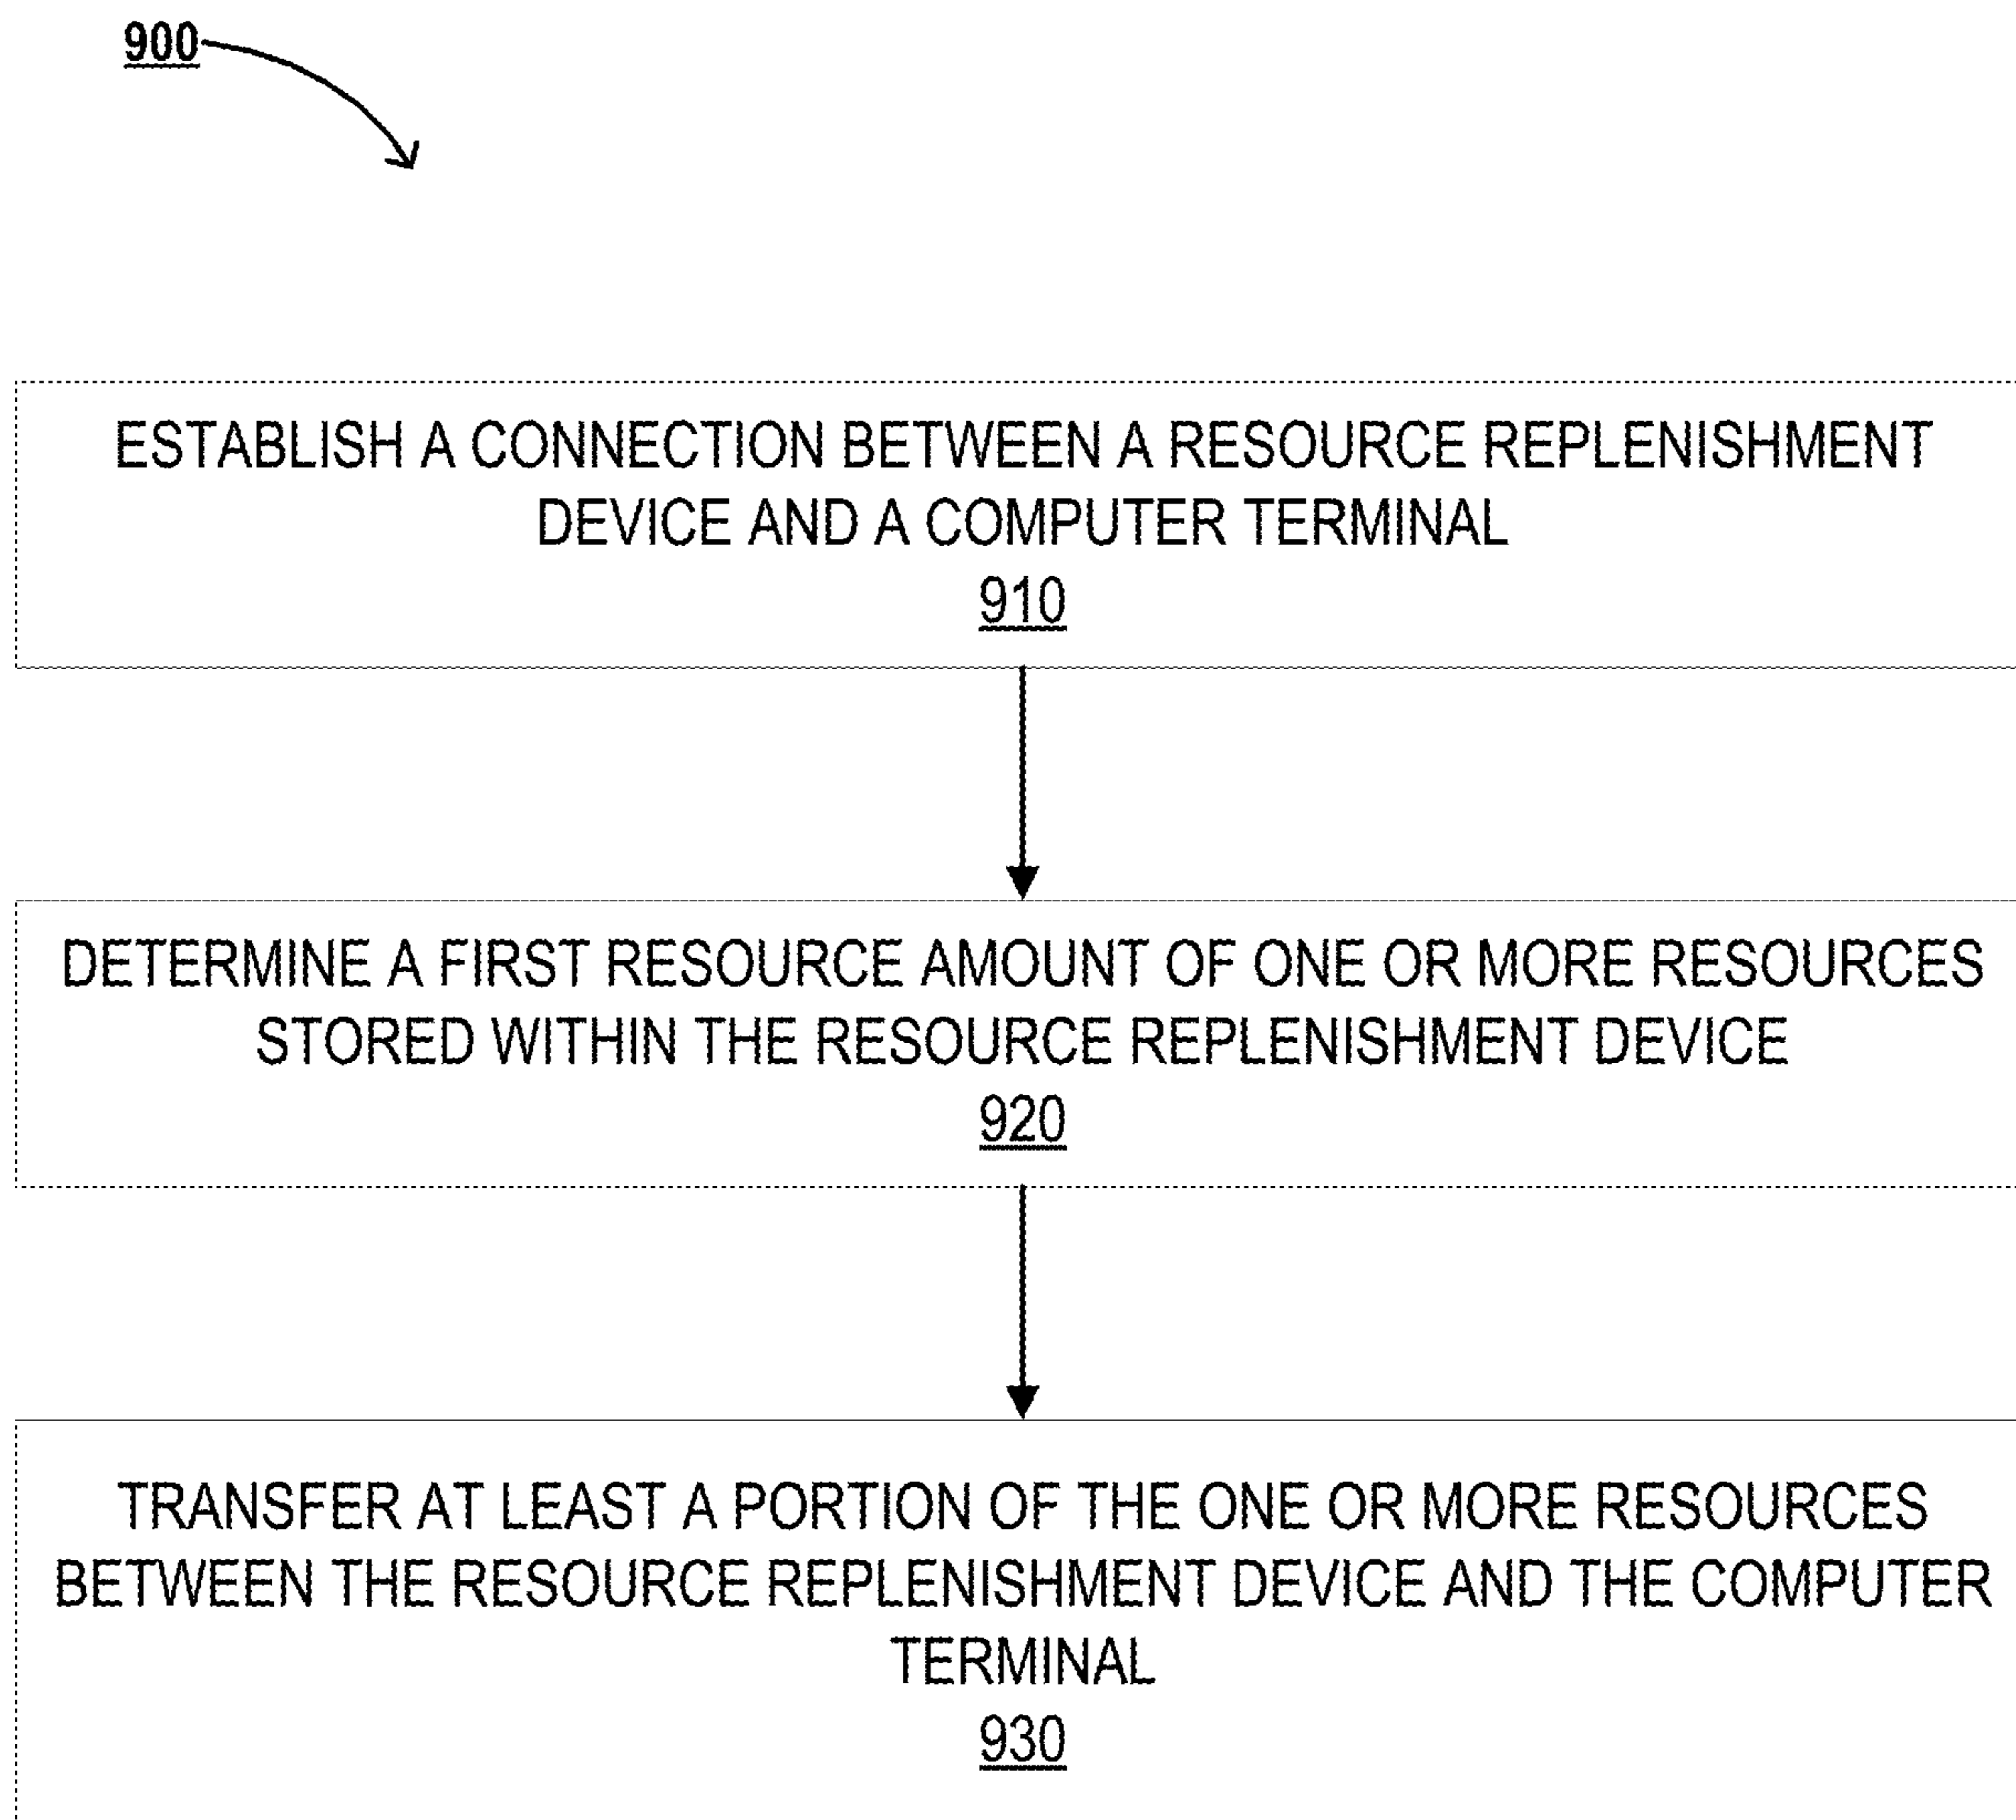 900
ESTABLISH A CONNECTION BETWEEN A RESOURCE REPLENISHMENT
DEVICE AND A COMPUTER TERMINAL
910
DETERMINE A FIRST RESOURCE AMOUNT OF ONE OR MORE RESOURCES
STORED WITHIN THE RESOURCE REPLENISHMENT DEVICE
920
TRANSFER AT LEAST A PORTION OF THE ONE OR MORE RESOURCES
BETWEEN THE RESOURCE REPLENISHMENT DEVICE AND THE COMPUTER
TERMINAL
930